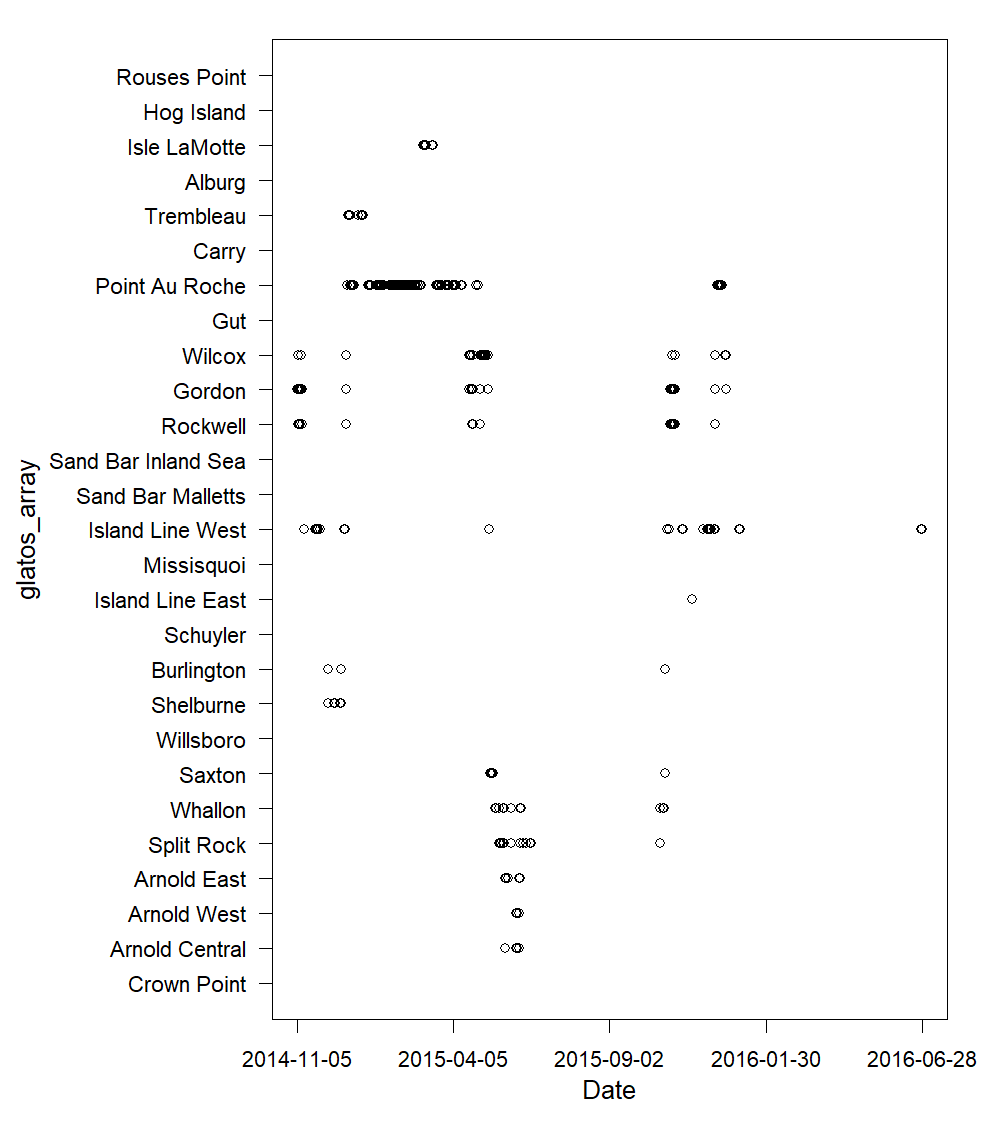 Rouses Point
Hog Island
Isle LaMotte
Alburg
Trembleau
Carry
Point Au Roche
Gut
Wilcox
Gordon
Rockwell
Sand Bar Inland Sea
Sand Bar Malletts
Island Line West
Missisquoi
Island Line East
Schuyler
Burlington
Shelburne
Willsboro
Saxton
Whallon
Split Rock
Arnold East
Arnold West
Arnold Central
Crown Point
glatos_array
2014-11-05 2015-04-05 2015-09-02 2016-01-30 2016-06-28
Date